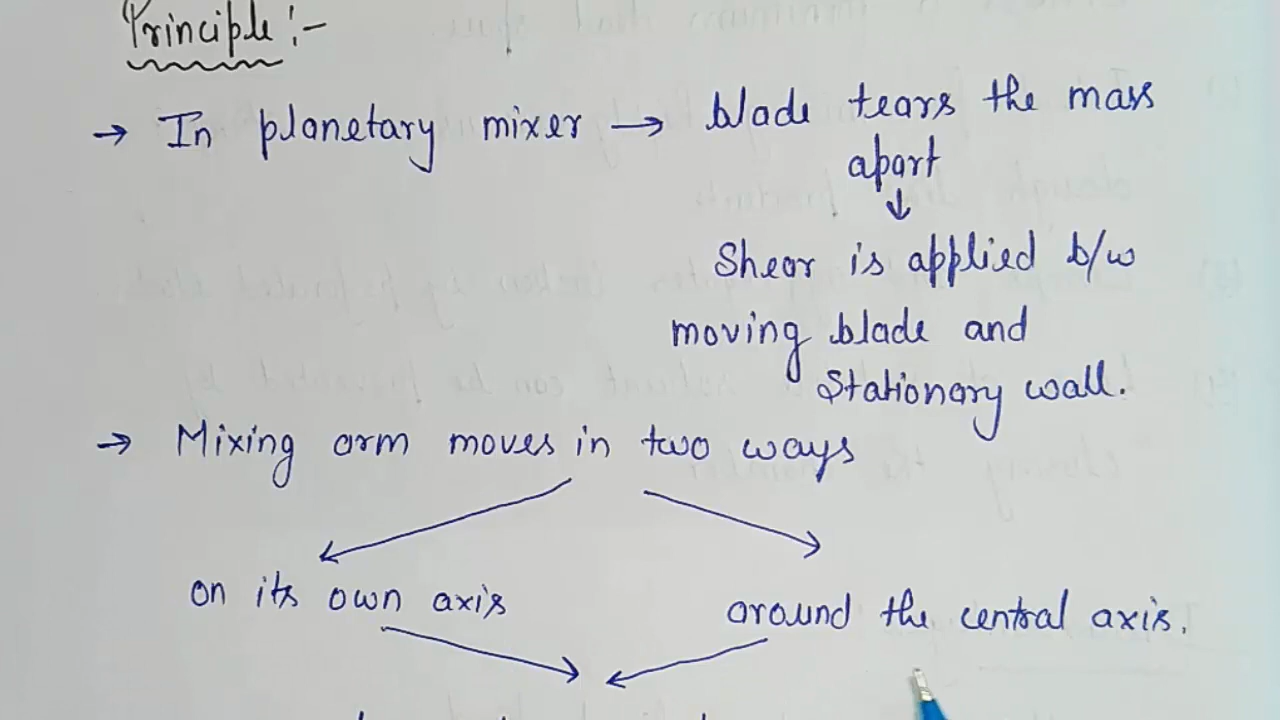 Principle :-
→ In planetary mixer → blade tears the mass
apart
↓
Shear is applied b/w
moving blade and
Stationary wall.
→ Mixing arm moves in two ways
on its own axis
around the central axis.